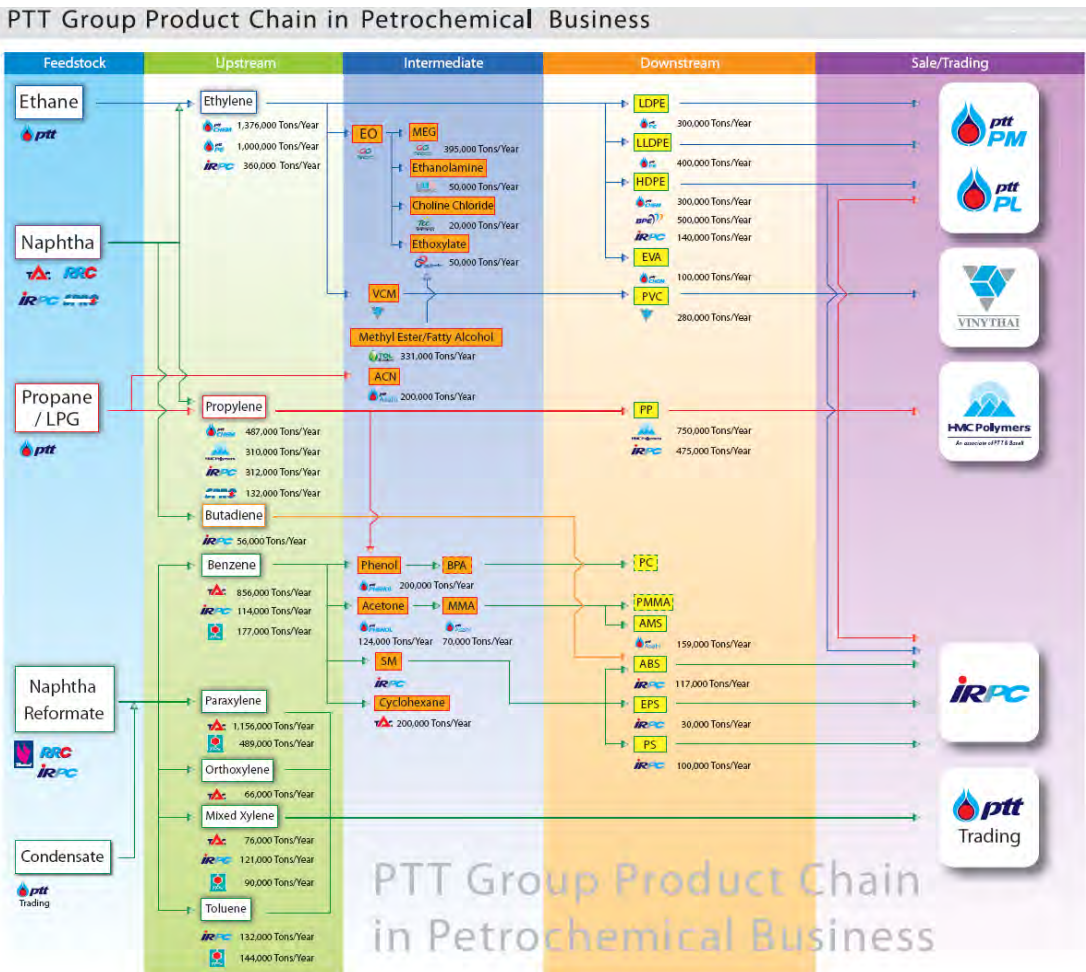 PTT Group Product Chain in Petrochemical Business
Feedstock
Upstream
Intermediate
Downstream
Sale/Trading
Ethane
ptt
Naphtha
TAC RRC
IRPC
Propane
/ LPG
ptt
Naphtha
Reformate
RRC
IRPC
Condensate
ptt
Trading
Ethylene
1,376,000 Tons/Year
1,000,000 Tons/Year
IRPC 360,000 Tons/Year
Propylene
487,000 Tons/Year
310,000 Tons/Year
IRPC 312,000 Tons/Year
132,000 Tons/Year
Butadiene
IRPC 56,000 Tons/Year
Benzene
856,000 Tons/Year
IRPC 114,000 Tons/Year
177,000 Tons/Year
Paraxylene
1,156,000 Tons/Year
489,000 Tons/Year
Orthoxylene
66,000 Tons/Year
Mixed Xylene
76,000 Tons/Year
IRPC 121,000 Tons/Year
90,000 Tons/Year
Toluene
IRPC 132,000 Tons/Year
144,000 Tons/Year
EO
MEG
395,000 Tons/Year
Ethanolamine
50,000 Tons/Year
Choline Chloride
20,000 Tons/Year
Ethoxylate
50,000 Tons/Year
VCM
Methyl Ester/Fatty Alcohol
331,000 Tons/Year
ACN
200,000 Tons/Year
Phenol
BPA
200,000 Tons/Year
Acetone
MMA
124,000 Tons/Year
70,000 Tons/Year
SM
IRPC
Cyclohexane
200,000 Tons/Year
LDPE
300,000 Tons/Year
LLDPE
400,000 Tons/Year
HDPE
300,000 Tons/Year
BPE 500,000 Tons/Year
IRPC 140,000 Tons/Year
EVA
100,000 Tons/Year
PVC
280,000 Tons/Year
PP
750,000 Tons/Year
IRPC 475,000 Tons/Year
PC
PMMA
AMS
159,000 Tons/Year
ABS
IRPC 117,000 Tons/Year
EPS
IRPC 30,000 Tons/Year
PS
IRPC 100,000 Tons/Year
ptt
PM
ptt
PL
VINYTHAI
HMC Polymers
An associate of PTT & Basell
IRPC
ptt
Trading
PTT Group Product Chain
in Petrochemical Business